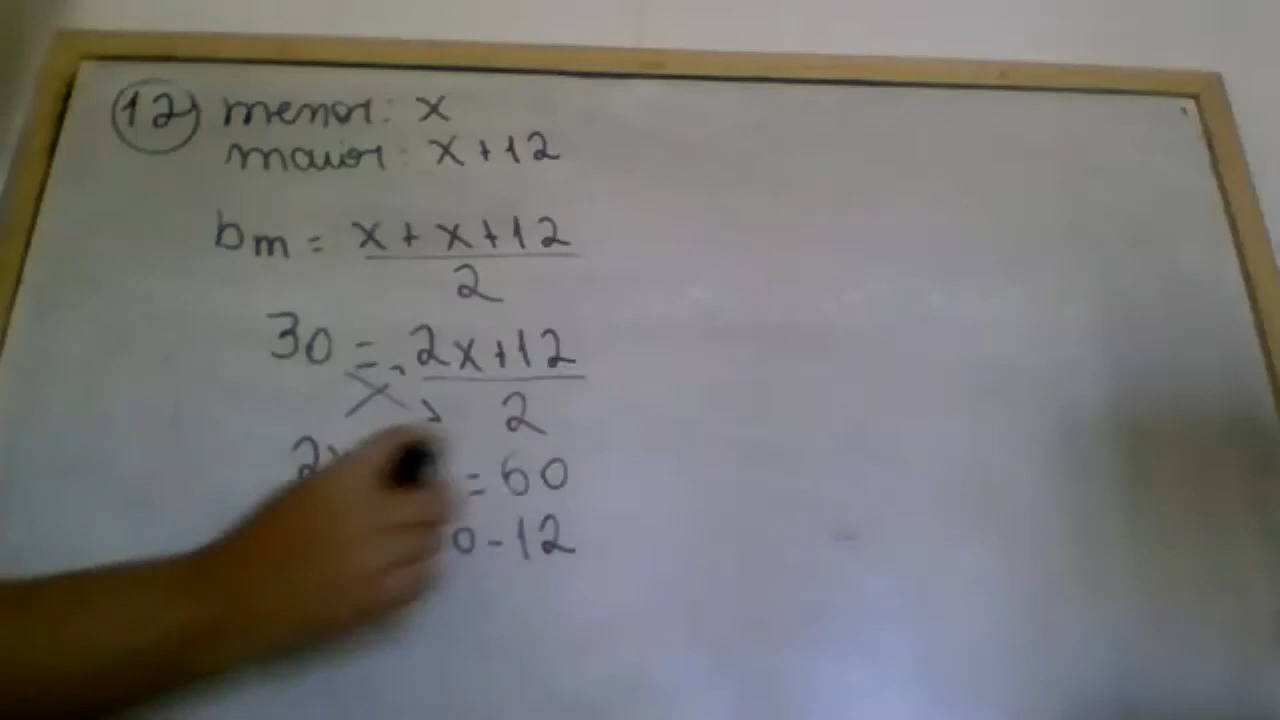 12) menor: x
maior: x+12
bm = x+x+12
2
30 = 2x+12
2
= 60
0-12